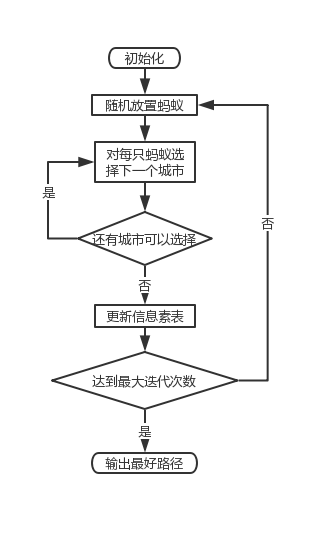 初始化
随机放置蚂蚁
对每只蚂蚁选
择下一个城市
是
还有城市可以选择
否
否
更新信息素表
达到最大迭代次数
是
输出最好路径